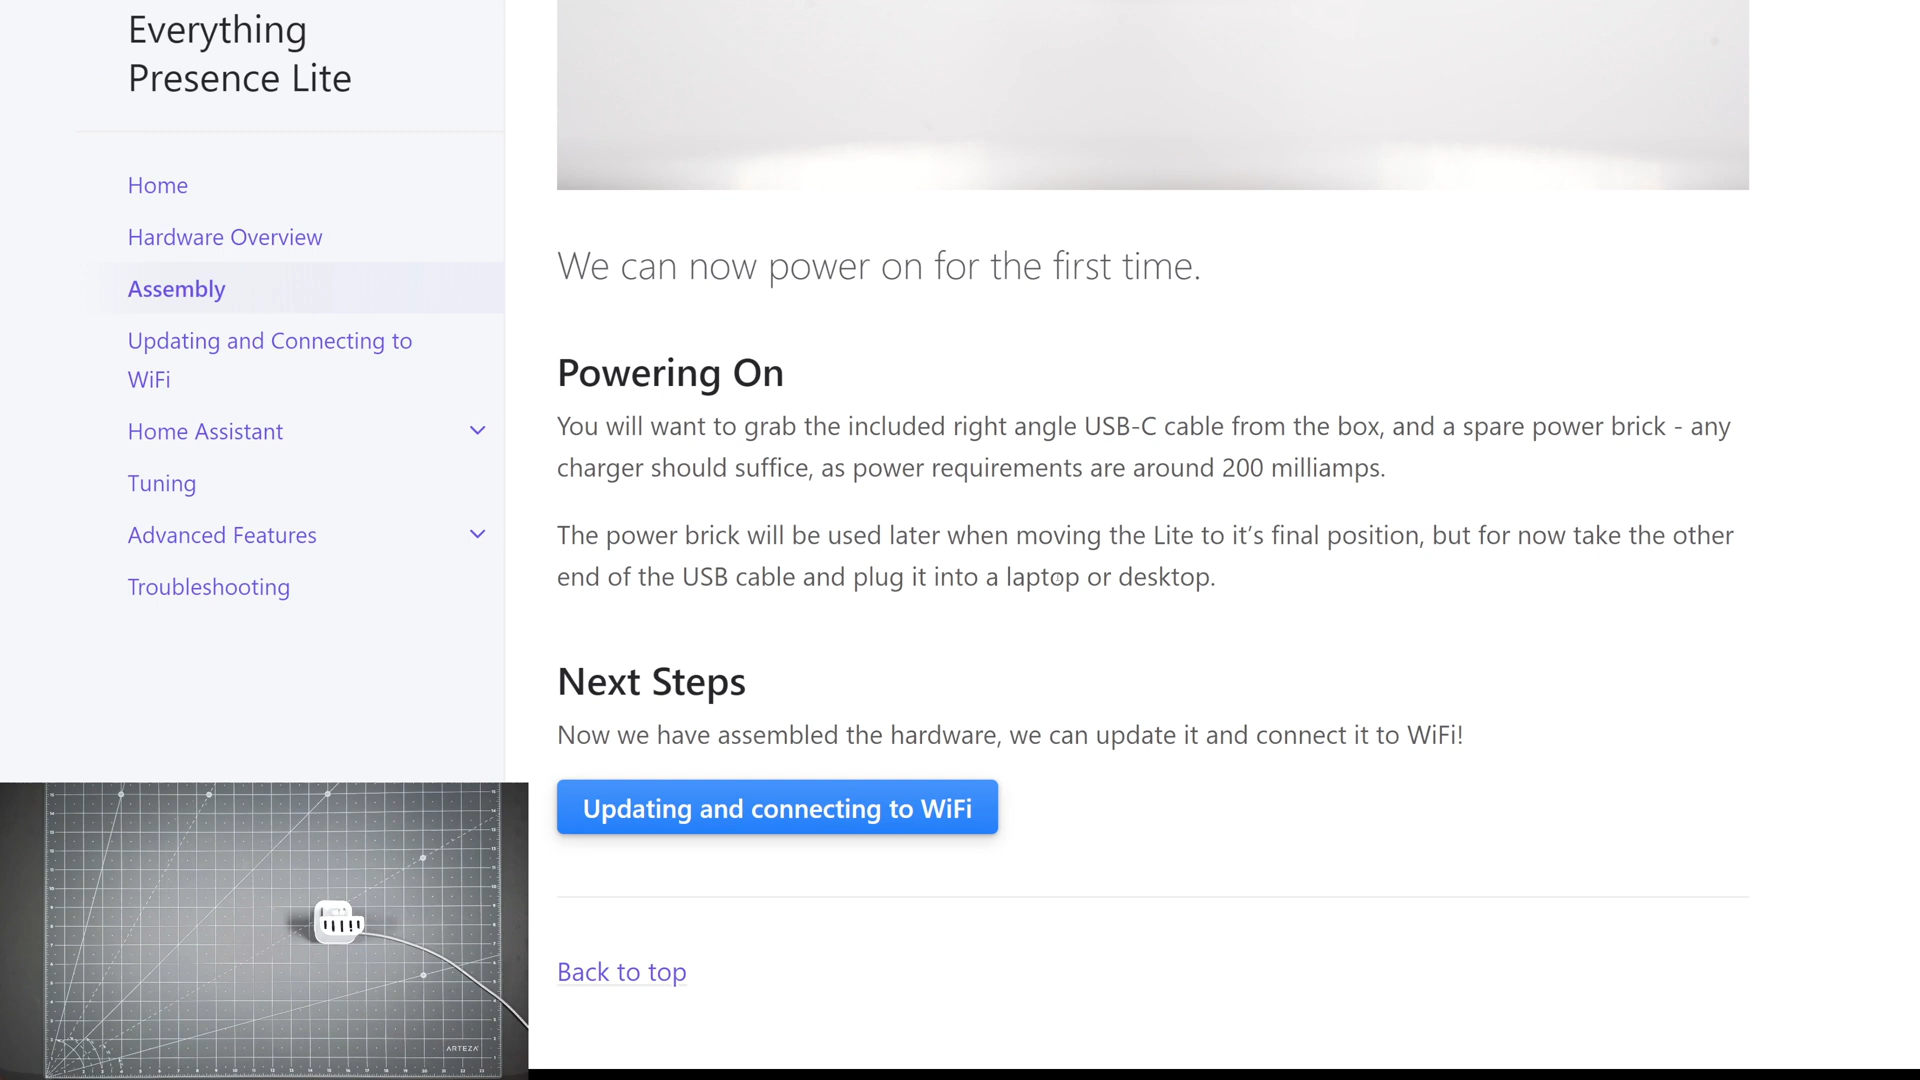 Everything
Presence Lite
Home
Hardware Overview
Assembly
Updating and Connecting to
WiFi
Home Assistant
Tuning
Advanced Features
Troubleshooting
We can now power on for the first time.
Powering On
You will want to grab the included right angle USB-C cable from the box, and a spare power brick - any
charger should suffice, as power requirements are around 200 milliamps.
The power brick will be used later when moving the Lite to it’s final position, but for now take the other
end of the USB cable and plug it into a laptop or desktop.
Next Steps
Now we have assembled the hardware, we can update it and connect it to WiFi!
Updating and connecting to WiFi
Back to top
ARTEZA